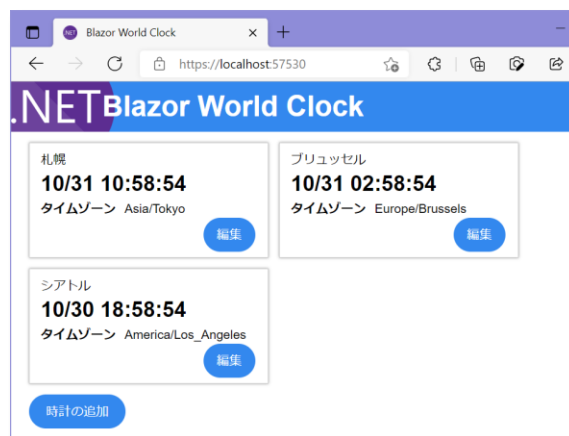 Blazor World Clock
https://localhost:57530
.NET Blazor World Clock
札幌
10/31 10:58:54
タイムゾーン Asia/Tokyo
編集
ブリュッセル
10/31 02:58:54
タイムゾーン Europe/Brussels
編集
シアトル
10/30 18:58:54
タイムゾーン America/Los_Angeles
編集
時計の追加